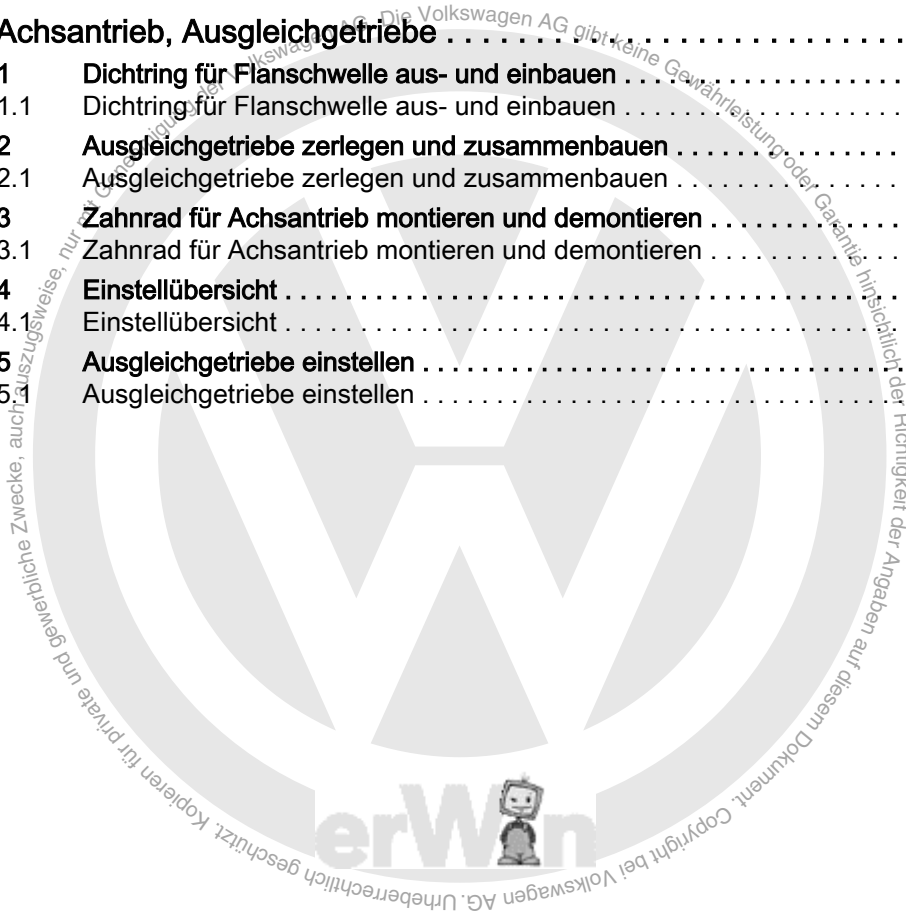 Achsantrieb, Ausgleichgetriebe . . . . . . . . . . . . . . . . . . . . . . . . . .
1 Dichtring für Flanschwelle aus- und einbauen . . . . . . . . . . . . . . . . .
1.1 Dichtring für Flanschwelle aus- und einbauen . . . . . . . . . . . . . . . . .
2 Ausgleichgetriebe zerlegen und zusammenbauen . . . . . . . . . . . . . .
2.1 Ausgleichgetriebe zerlegen und zusammenbauen . . . . . . . . . . . . . .
3 Zahnrad für Achsantrieb montieren und demontieren . . . . . . . . . . . .
3.1 Zahnrad für Achsantrieb montieren und demontieren . . . . . . . . . . . .
4 Einstellübersicht . . . . . . . . . . . . . . . . . . . . . . . . . . . . . . . . . . . . . . .
4.1 Einstellübersicht . . . . . . . . . . . . . . . . . . . . . . . . . . . . . . . . . . . . . . .
5 Ausgleichgetriebe einstellen . . . . . . . . . . . . . . . . . . . . . . . . . . . . . .
5.1 Ausgleichgetriebe einstellen . . . . . . . . . . . . . . . . . . . . . . . . . . . . . .
Urheberrechtlich geschützt. Kopieren für private und gewerbliche Zwecke, auch auszugsweise, nur mit Genehmigung der Volkswagen AG. Die Volkswagen AG gibt keine Gewährleistung oder Garantie hinsichtlich der Richtigkeit der Angaben auf diesem Dokument. Copyright bei Volkswagen AG.
erWin